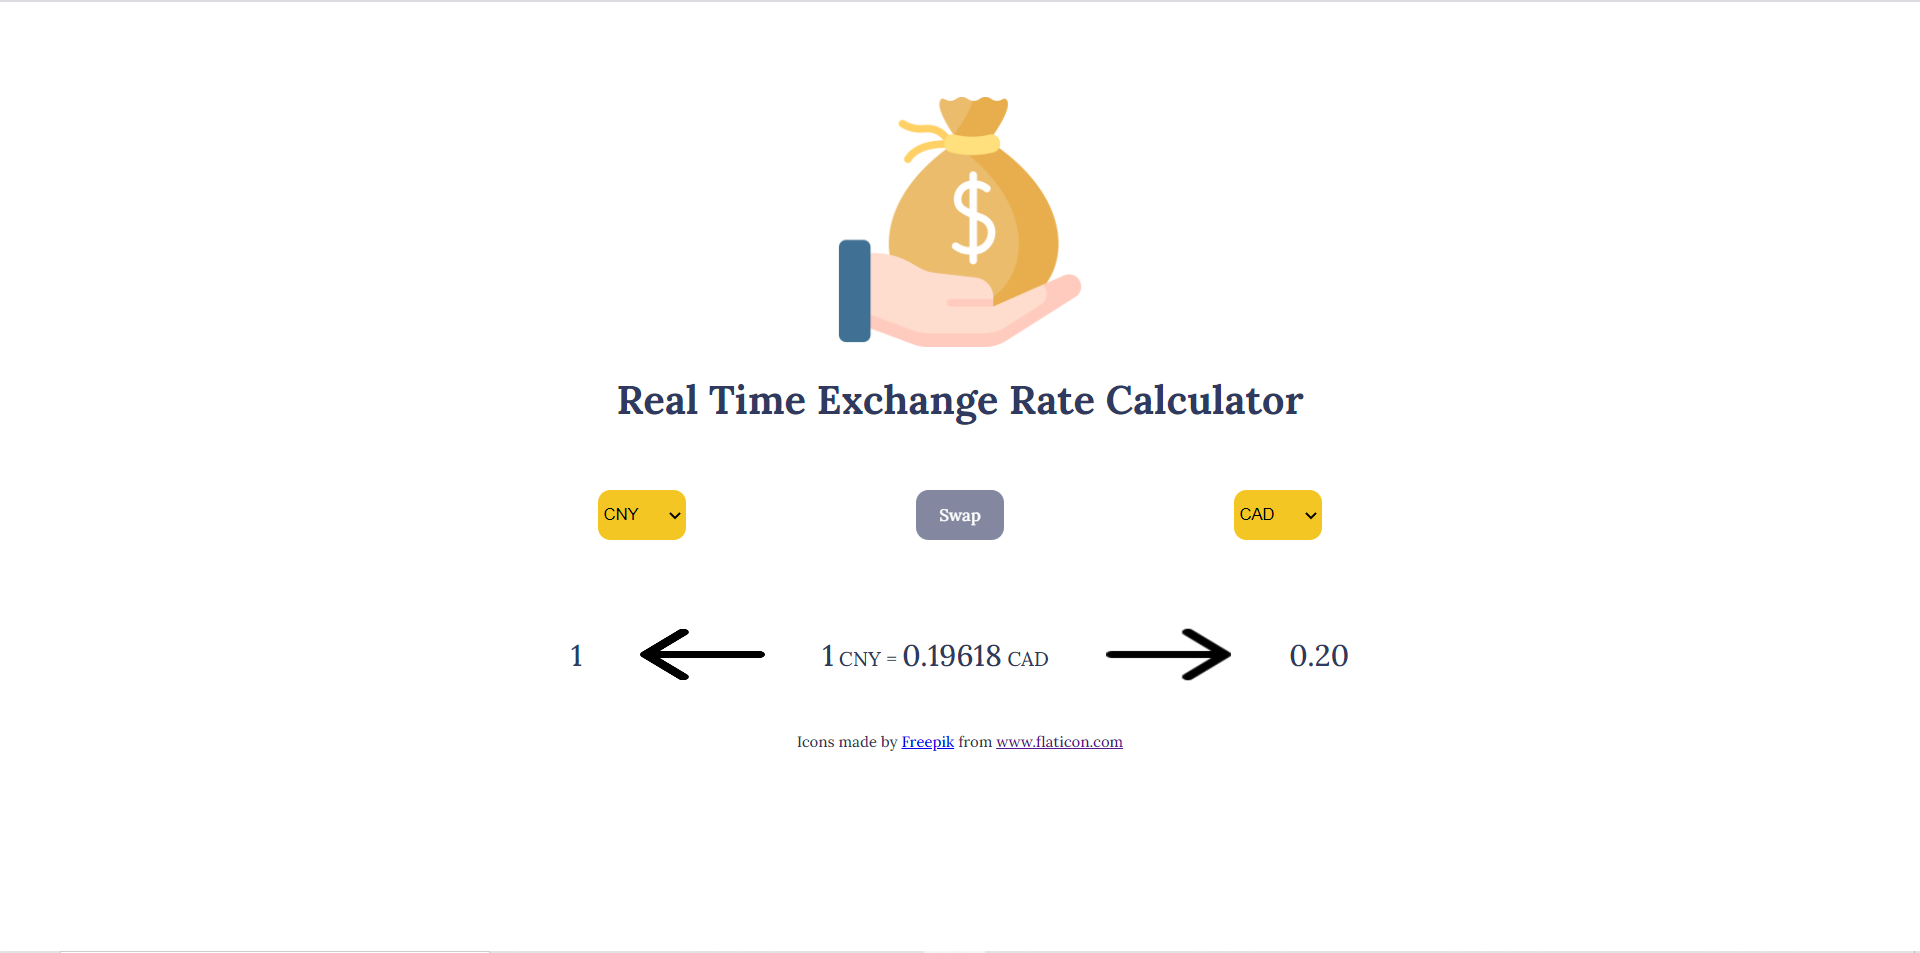 $
Real Time Exchange Rate Calculator
CNY Swap CAD
1 1 CNY = 0.19618 CAD 0.20
Icons made by Freepik from www.flaticon.com